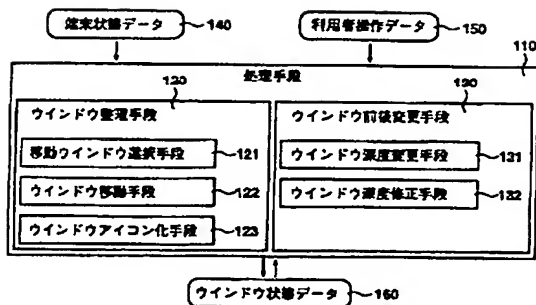 端末状態データ 140
利用者操作データ 150
110
処理手段
120
130
ウインドウ整理手段
ウインドウ前後変更手段
移動ウインドウ選択手段 121
ウインドウ深度変更手段 131
ウインドウ移動手段 122
ウインドウ深度修正手段 132
ウインドウアイコン化手段 123
ウインドウ状態データ 160